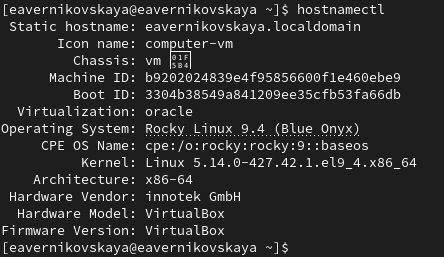 [eavernikovskaya@eavernikovskaya ~]$ hostnamectl
Static hostname: eavernikovskaya.localdomain
Icon name: computer-vm
Chassis: vm 🖴
Machine ID: b9202024839e4f95856600f1e460ebe9
Boot ID: 3304b38549a841209ee35cfb53fa66db
Virtualization: oracle
Operating System: Rocky Linux 9.4 (Blue Onyx)
CPE OS Name: cpe:/o:rocky:rocky:9::baseos
Kernel: Linux 5.14.0-427.42.1.el9_4.x86_64
Architecture: x86-64
Hardware Vendor: innotek GmbH
Hardware Model: VirtualBox
Firmware Version: VirtualBox
[eavernikovskaya@eavernikovskaya ~]$